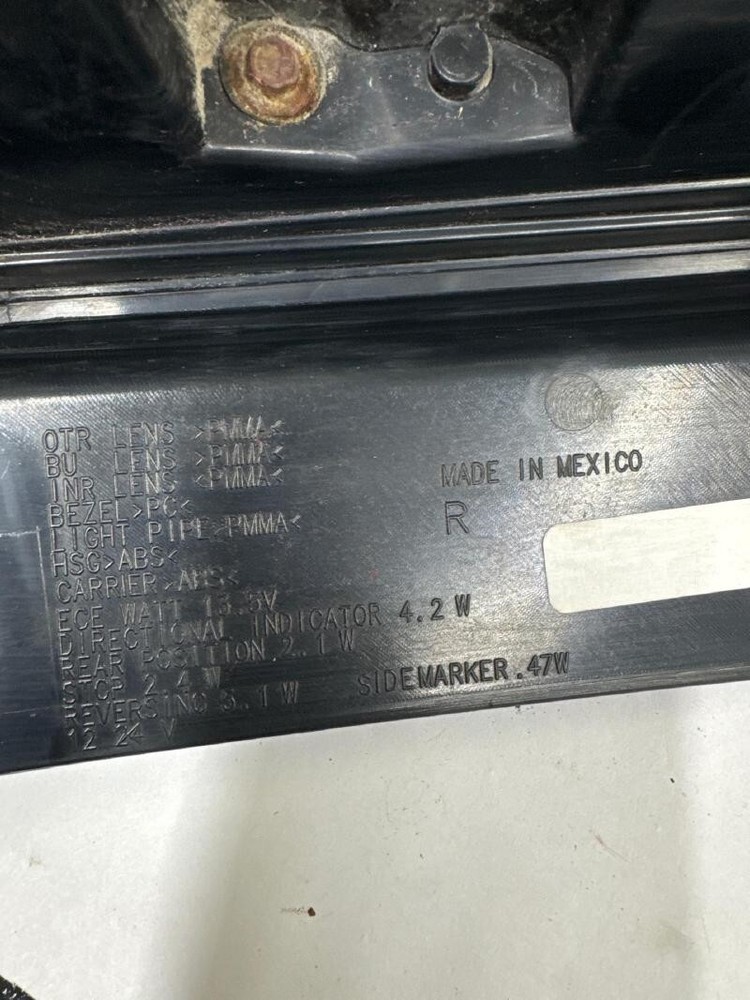 OTR LENS >PMMA<
BU LENS >PMMA<
INR LENS <PMMA<
BEZEL>PC<
LIGHT PIPE>PMMA<
HSG>ABS<
CARRIER>ABS<
ECE WATT 13.5V
DIRECTIONAL INDICATOR 4.2 W
REAR POSITION.2.1W
STOP 2.4 W
REVERSING 3.1 W
SIDEMARKER.47W
12 24 V
MADE IN MEXICO
R